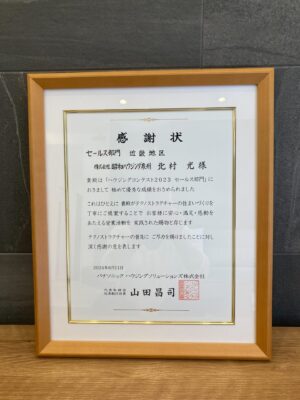 感謝状
セールス部門 近畿地区
株式会社 昭和ハウジング泉州 北村 光 様
貴殿は「ハウジングコンテスト2023 セールス部門」に
おきまして 極めて優秀な成績をおさめられました
これはひとえに 貴殿がテクノストラクチャーの住まいづくりを
丁寧にご提案することで お客様に安心・満足・感動を
あたえる営業活動を 実践された賜物と存じます
テクノストラクチャーの普及に ご尽力を賜りましたことに対し
深く感謝の意を表します
パナソニック ハウジングソリューションズ株式会社
代表取締役
社長執行役員 山田昌司